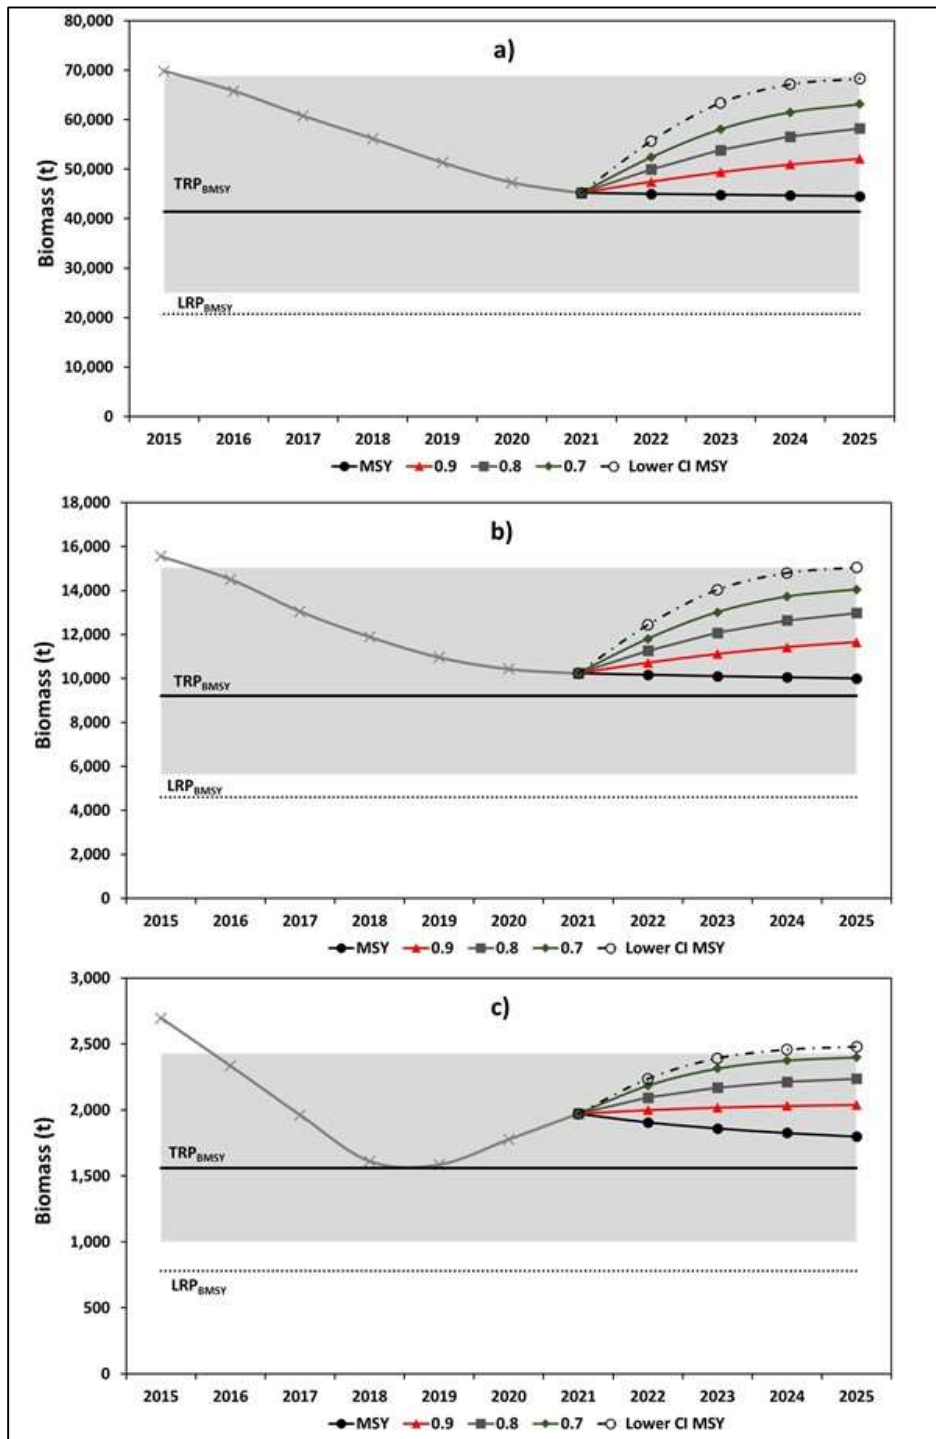 a)
Biomass (t)
80,000
70,000
60,000
50,000
40,000
30,000
20,000
10,000
0
TRPBMSY
LRPBMSY
2015 2016 2017 2018 2019 2020 2021 2022 2023 2024 2025
MSY 0.9 0.8 0.7 Lower CI MSY
b)
Biomass (t)
18,000
16,000
14,000
12,000
10,000
8,000
6,000
4,000
2,000
0
TRPBMSY
LRPBMSY
2015 2016 2017 2018 2019 2020 2021 2022 2023 2024 2025
MSY 0.9 0.8 0.7 Lower CI MSY
c)
Biomass (t)
3,000
2,500
2,000
1,500
1,000
500
0
TRPBMSY
LRPBMSY
2015 2016 2017 2018 2019 2020 2021 2022 2023 2024 2025
MSY 0.9 0.8 0.7 Lower CI MSY